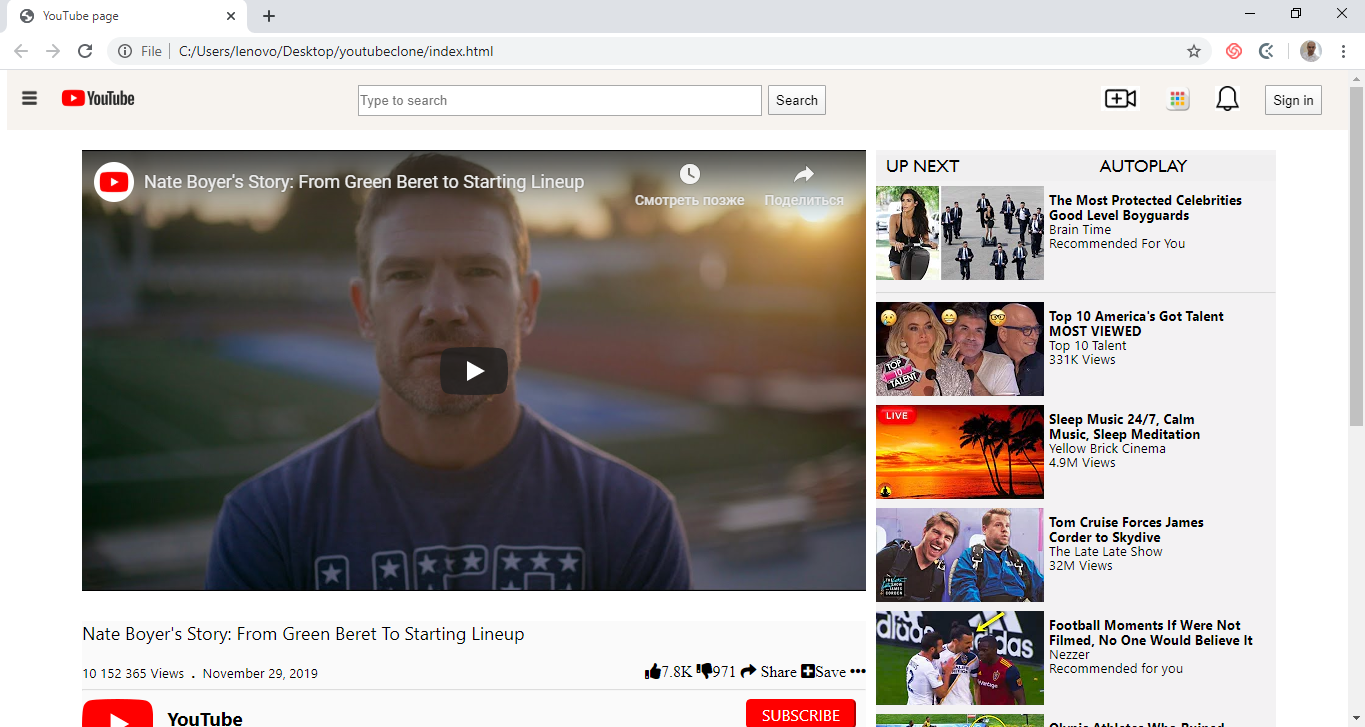 YouTube page
File
C:/Users/lenovo/Desktop/youtubeclone/index.html
YouTube
Type to search
Search
Sign in
Nate Boyer's Story: From Green Beret to Starting Lineup
Смотреть позже
Поделиться
Nate Boyer's Story: From Green Beret To Starting Lineup
10 152 365 Views . November 29, 2019
7.8K 971 Share Save •••
YouTube
SUBSCRIBE
UP NEXT
AUTOPLAY
The Most Protected Celebrities
Good Level Boyguards
Brain Time
Recommended For You
TOP
10
TALENT
Top 10 America's Got Talent
MOST VIEWED
Top 10 Talent
331K Views
LIVE
Sleep Music 24/7, Calm
Music, Sleep Meditation
Yellow Brick Cinema
4.9M Views
Tom Cruise Forces James
Corder to Skydive
The Late Late Show
32M Views
adidas
Football Moments If Were Not
Filmed, No One Would Believe It
Nezzer
Recommended for you
Olypic Athletes Who Ruined